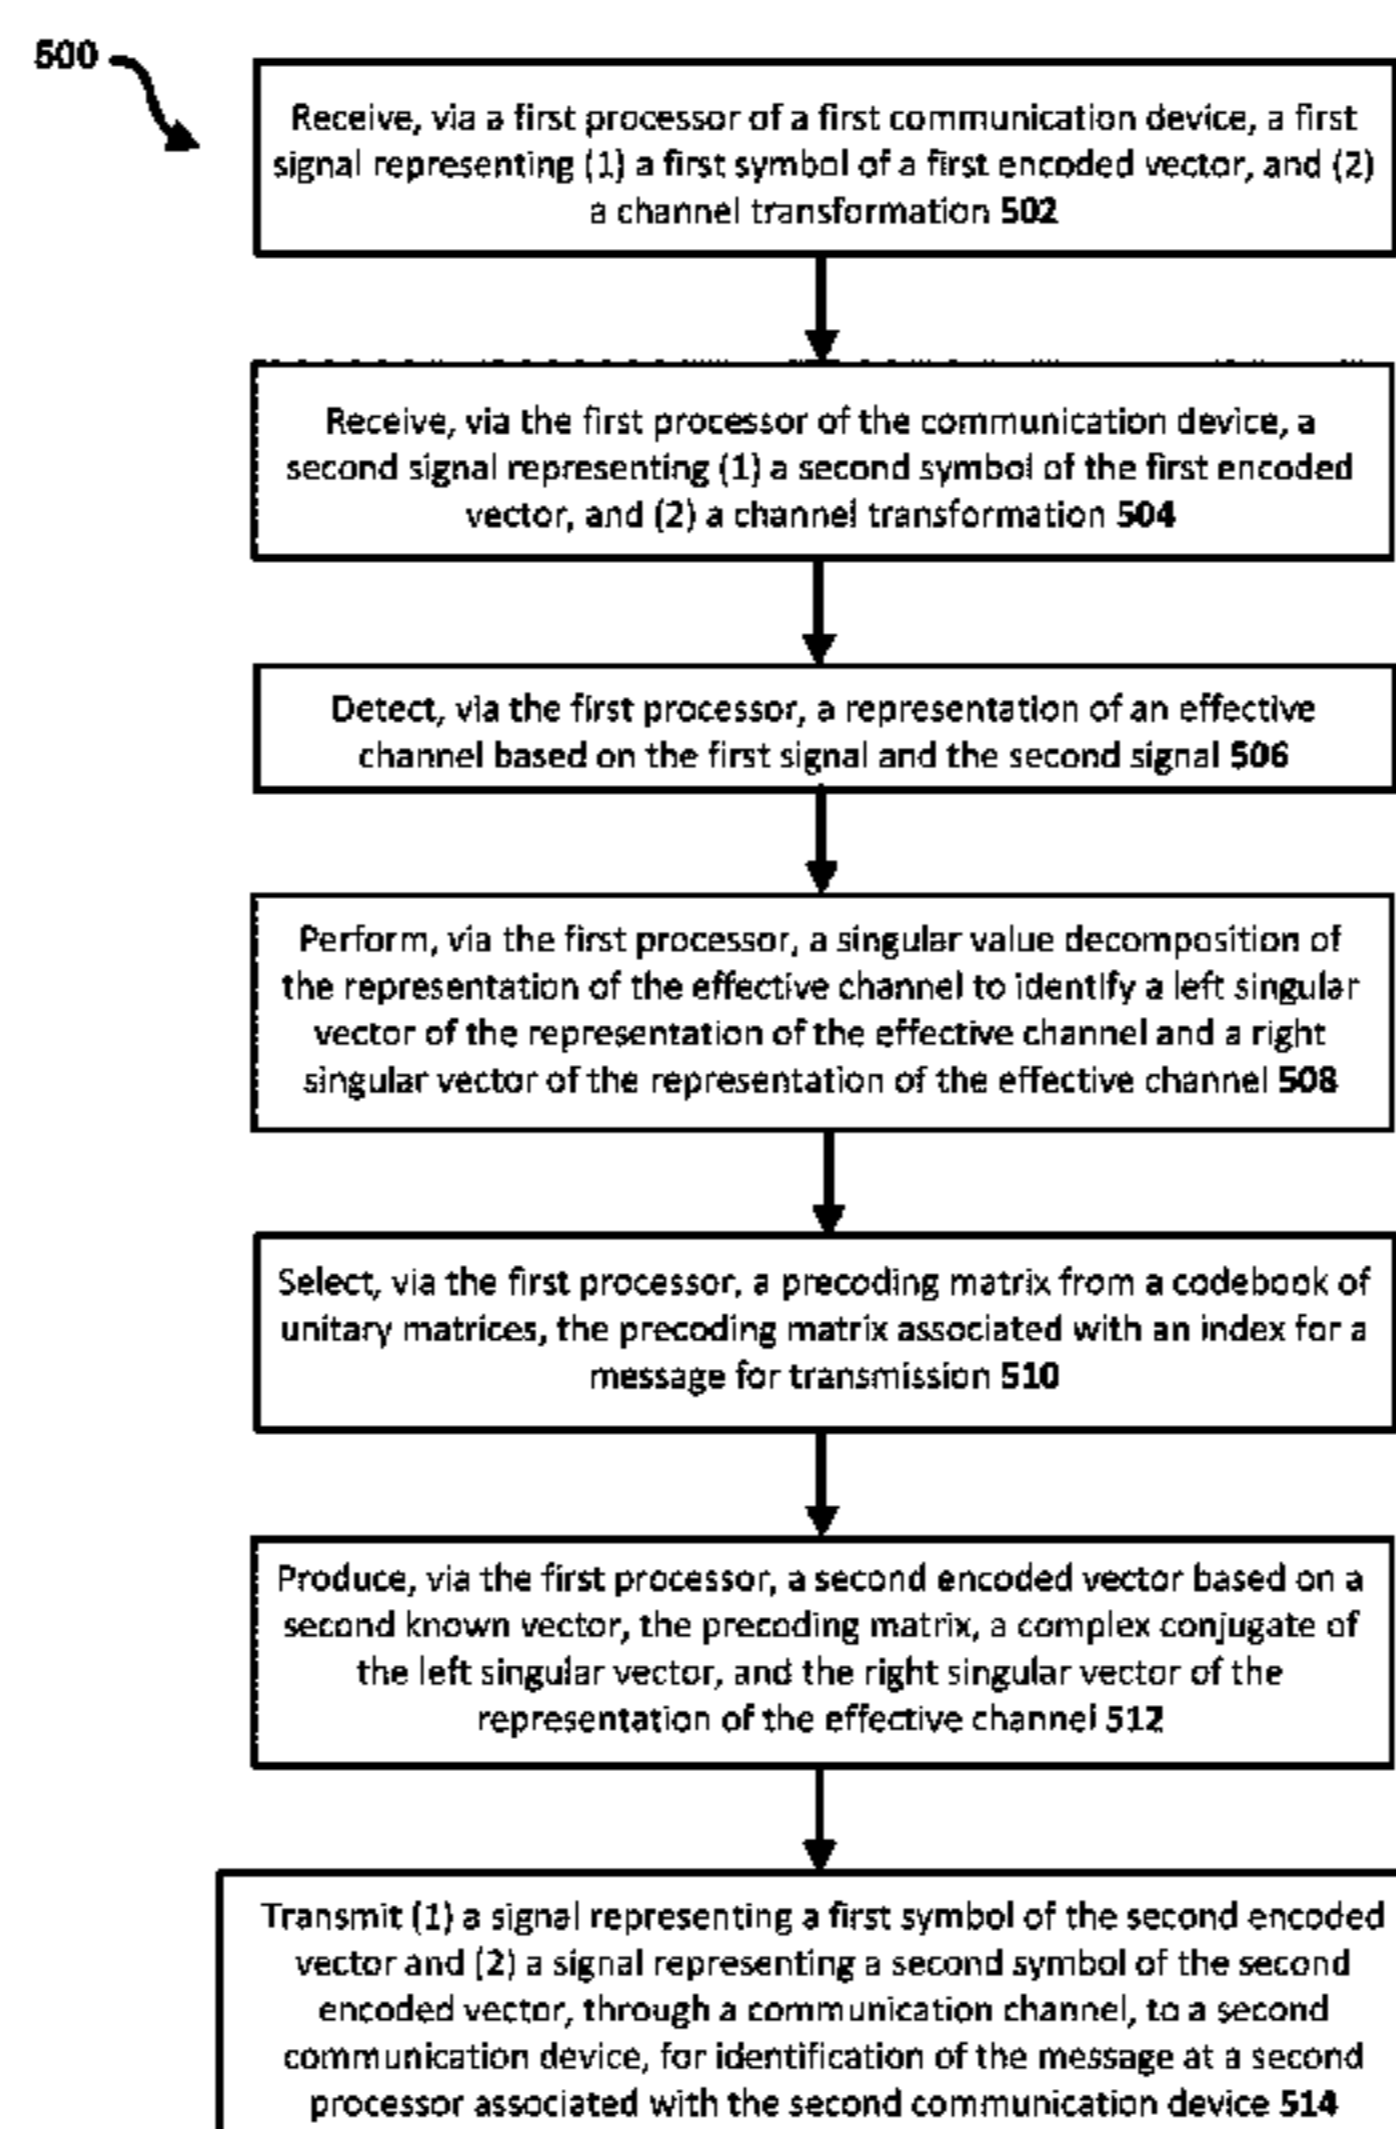 500
Receive, via a first processor of a first communication device, a first
signal representing (1) a first symbol of a first encoded vector, and (2)
a channel transformation 502
Receive, via the first processor of the communication device, a
second signal representing (1) a second symbol of the first encoded
vector, and (2) a channel transformation 504
Detect, via the first processor, a representation of an effective
channel based on the first signal and the second signal 506
Perform, via the first processor, a singular value decomposition of
the representation of the effective channel to identify a left singular
vector of the representation of the effective channel and a right
singular vector of the representation of the effective channel 508
Select, via the first processor, a precoding matrix from a codebook of
unitary matrices, the precoding matrix associated with an index for a
message for transmission 510
Produce, via the first processor, a second encoded vector based on a
second known vector, the precoding matrix, a complex conjugate of
the left singular vector, and the right singular vector of the
representation of the effective channel 512
Transmit (1) a signal representing a first symbol of the second encoded
vector and (2) a signal representing a second symbol of the second
encoded vector, through a communication channel, to a second
communication device, for identification of the message at a second
processor associated with the second communication device 514